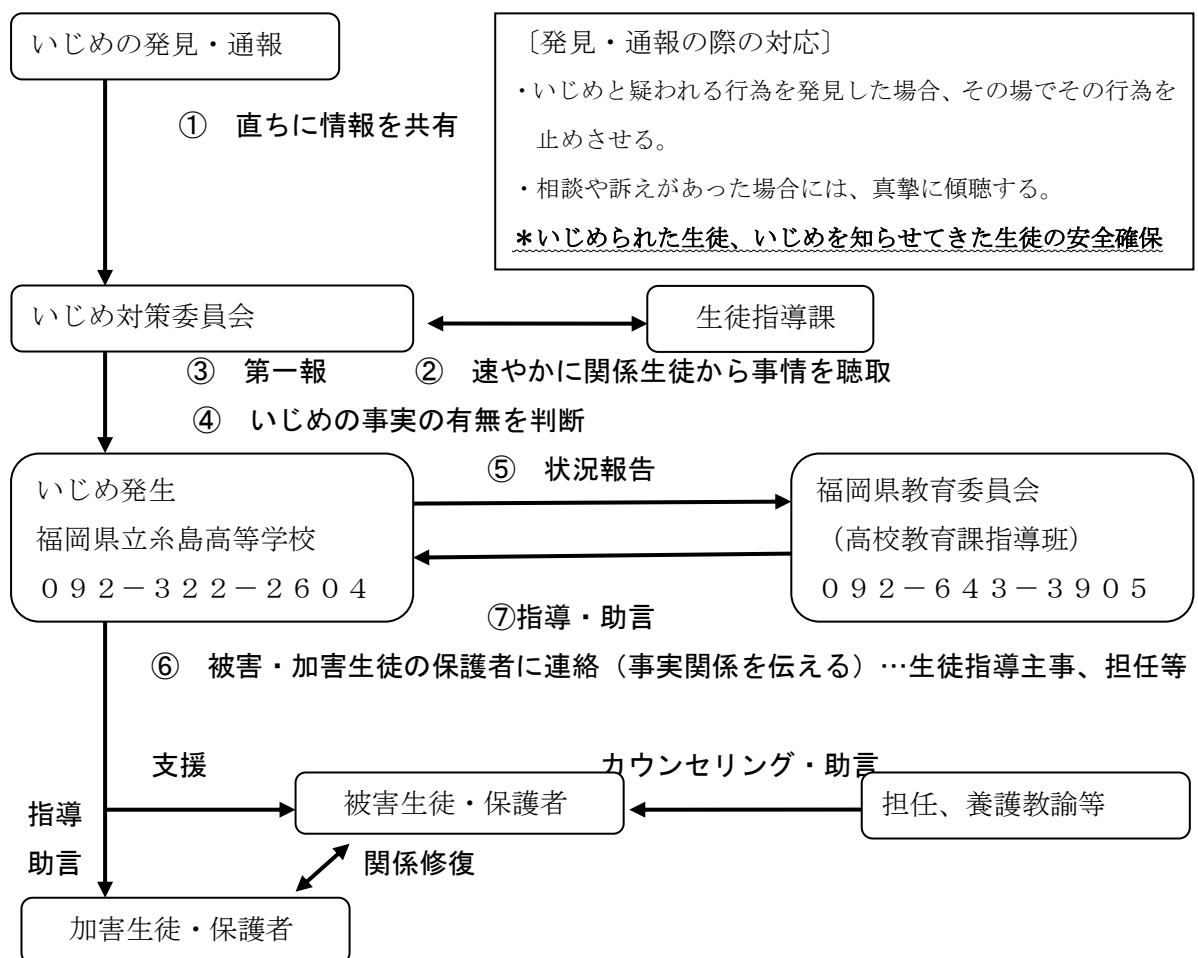 いじめの発見・通報
〔発見・通報の際の対応〕
・いじめと疑われる行為を発見した場合、その場でその行為を
止めさせる。
・相談や訴えがあった場合には、真摯に傾聴する。
＊いじめられた生徒、いじめを知らせてきた生徒の安全確保
① 直ちに情報を共有
いじめ対策委員会
生徒指導課
③ 第一報
② 速やかに関係生徒から事情を聴取
④ いじめの事実の有無を判断
⑤ 状況報告
いじめ発生
福岡県立糸島高等学校
０９２－３２２－２６０４
福岡県教育委員会
（高校教育課指導班）
０９２－６４３－３９０５
⑦指導・助言
⑥ 被害・加害生徒の保護者に連絡（事実関係を伝える）…生徒指導主事、担任等
支援
カウンセリング・助言
被害生徒・保護者
担任、養護教諭等
指導
助言
関係修復
加害生徒・保護者